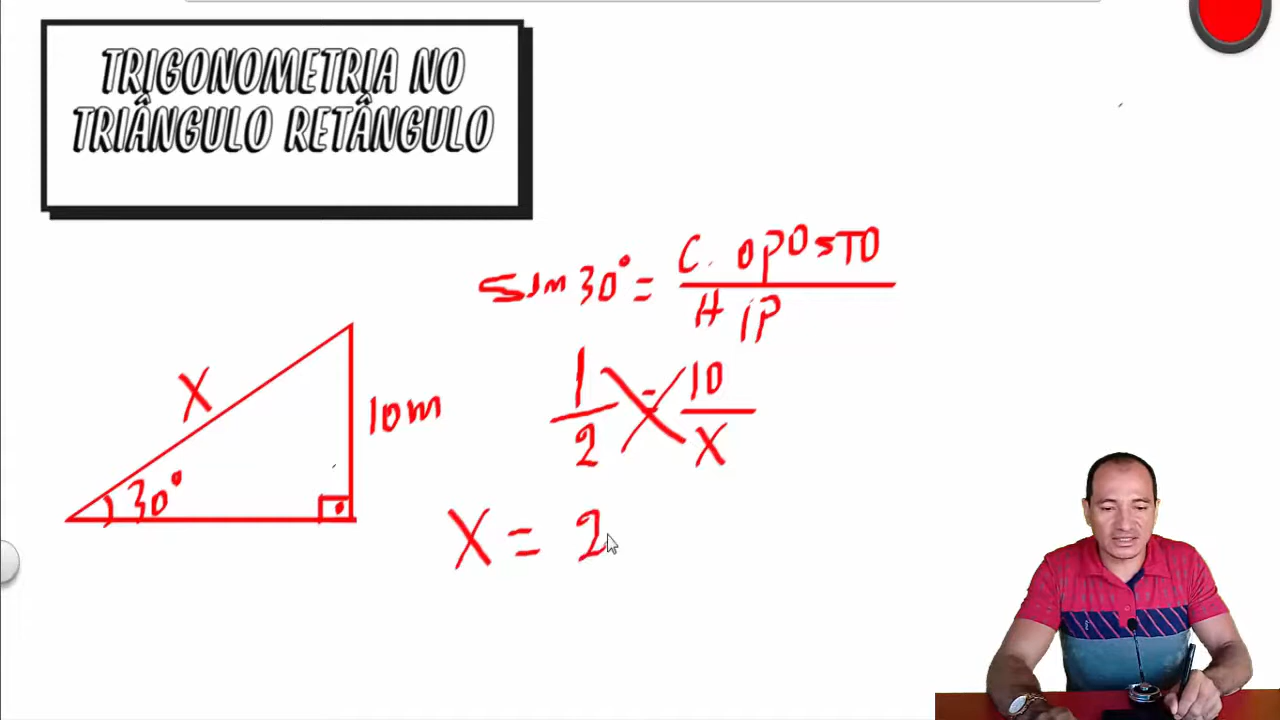 TRIGONOMETRIA NO
TRIÂNGULO RETÂNGULO
sin 30° = C. OPOSTO
HIP
1 = 10
2 X
X
10m
30°
X = 2